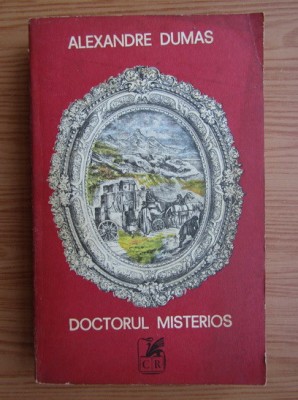 ALEXANDRE DUMAS
DOCTORUL MISTERIOS
C B